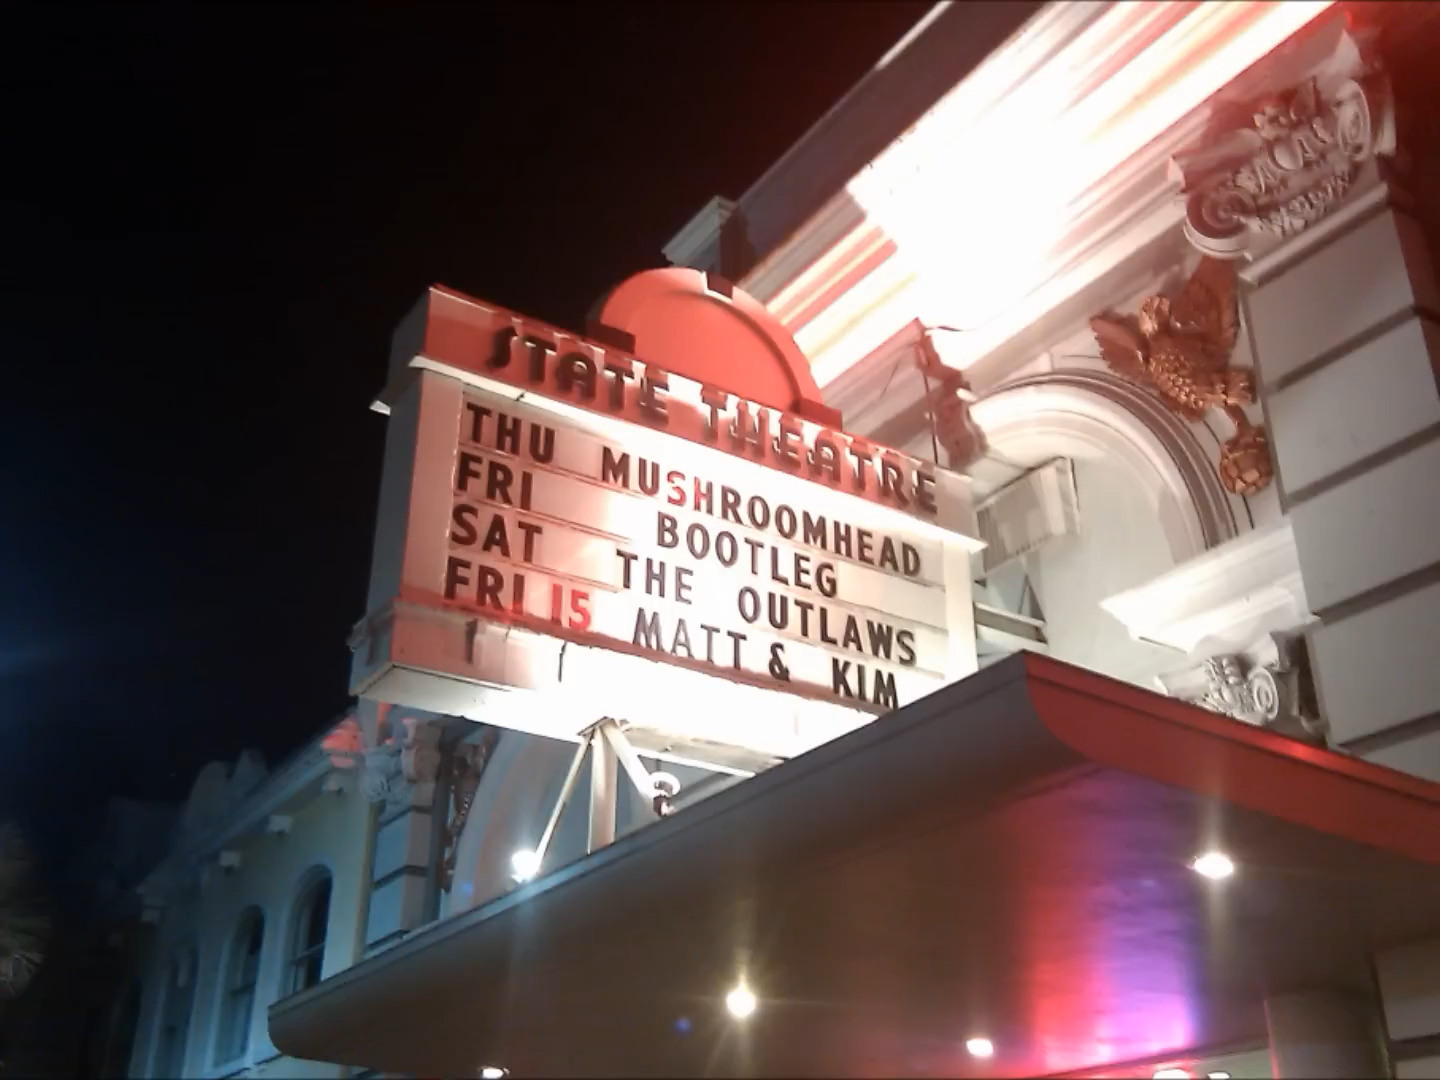 STATE THEATRE
THU MUSHROOMHEAD
FRI BOOTLEG
SAT THE OUTLAWS
FRI 15 MATT & KIM